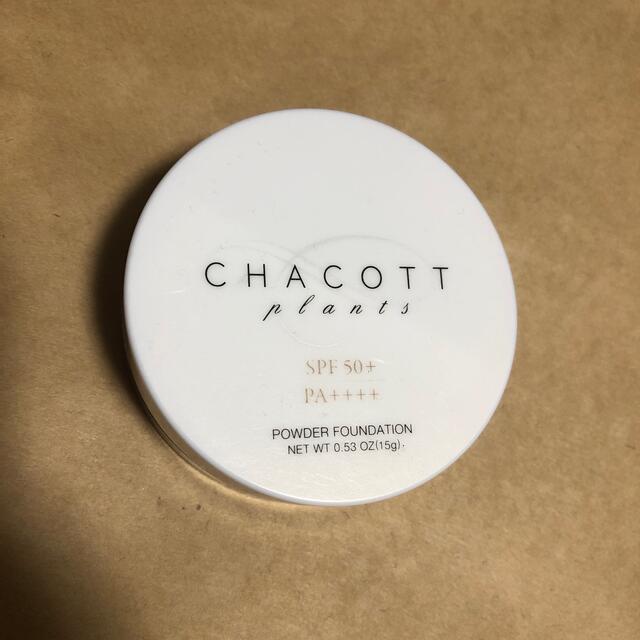 CHACOTT
plants
SPF 50+
PA++++
POWDER FOUNDATION
NET WT 0.53 OZ(15g).